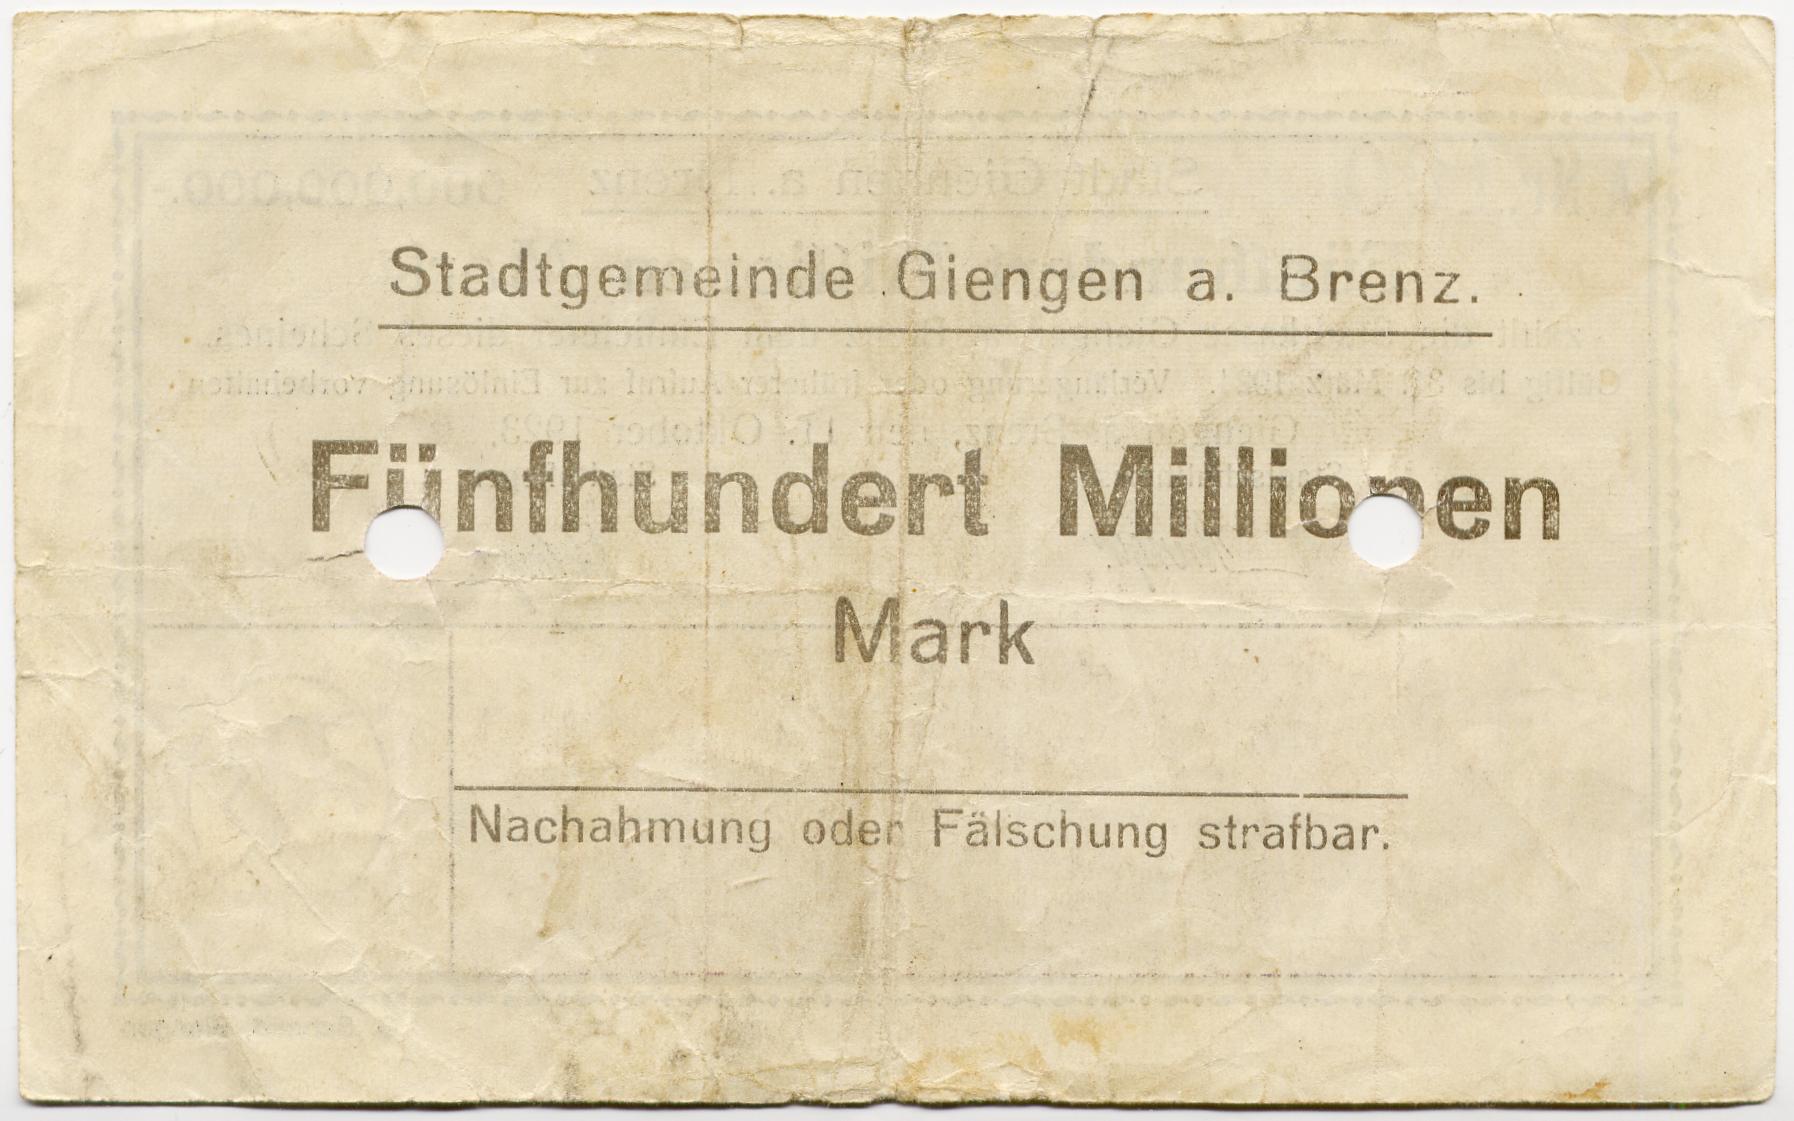 Stadtgemeinde Giengen a. Brenz.
Fünfhundert Millionen
Mark
Nachahmung oder Fälschung strafbar.